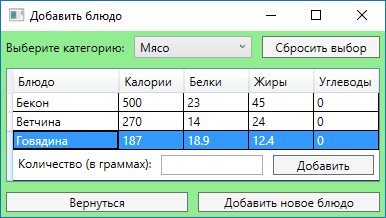 Добавить блюдо
Выберите категорию: Мясо Сбросить выбор
Блюдо Калории Белки Жиры Углеводы
Бекон 500 23 45 0
Ветчина 270 14 24 0
Говядина 187 18.9 12.4 0
Количество (в граммах): Добавить
Вернуться Добавить новое блюдо